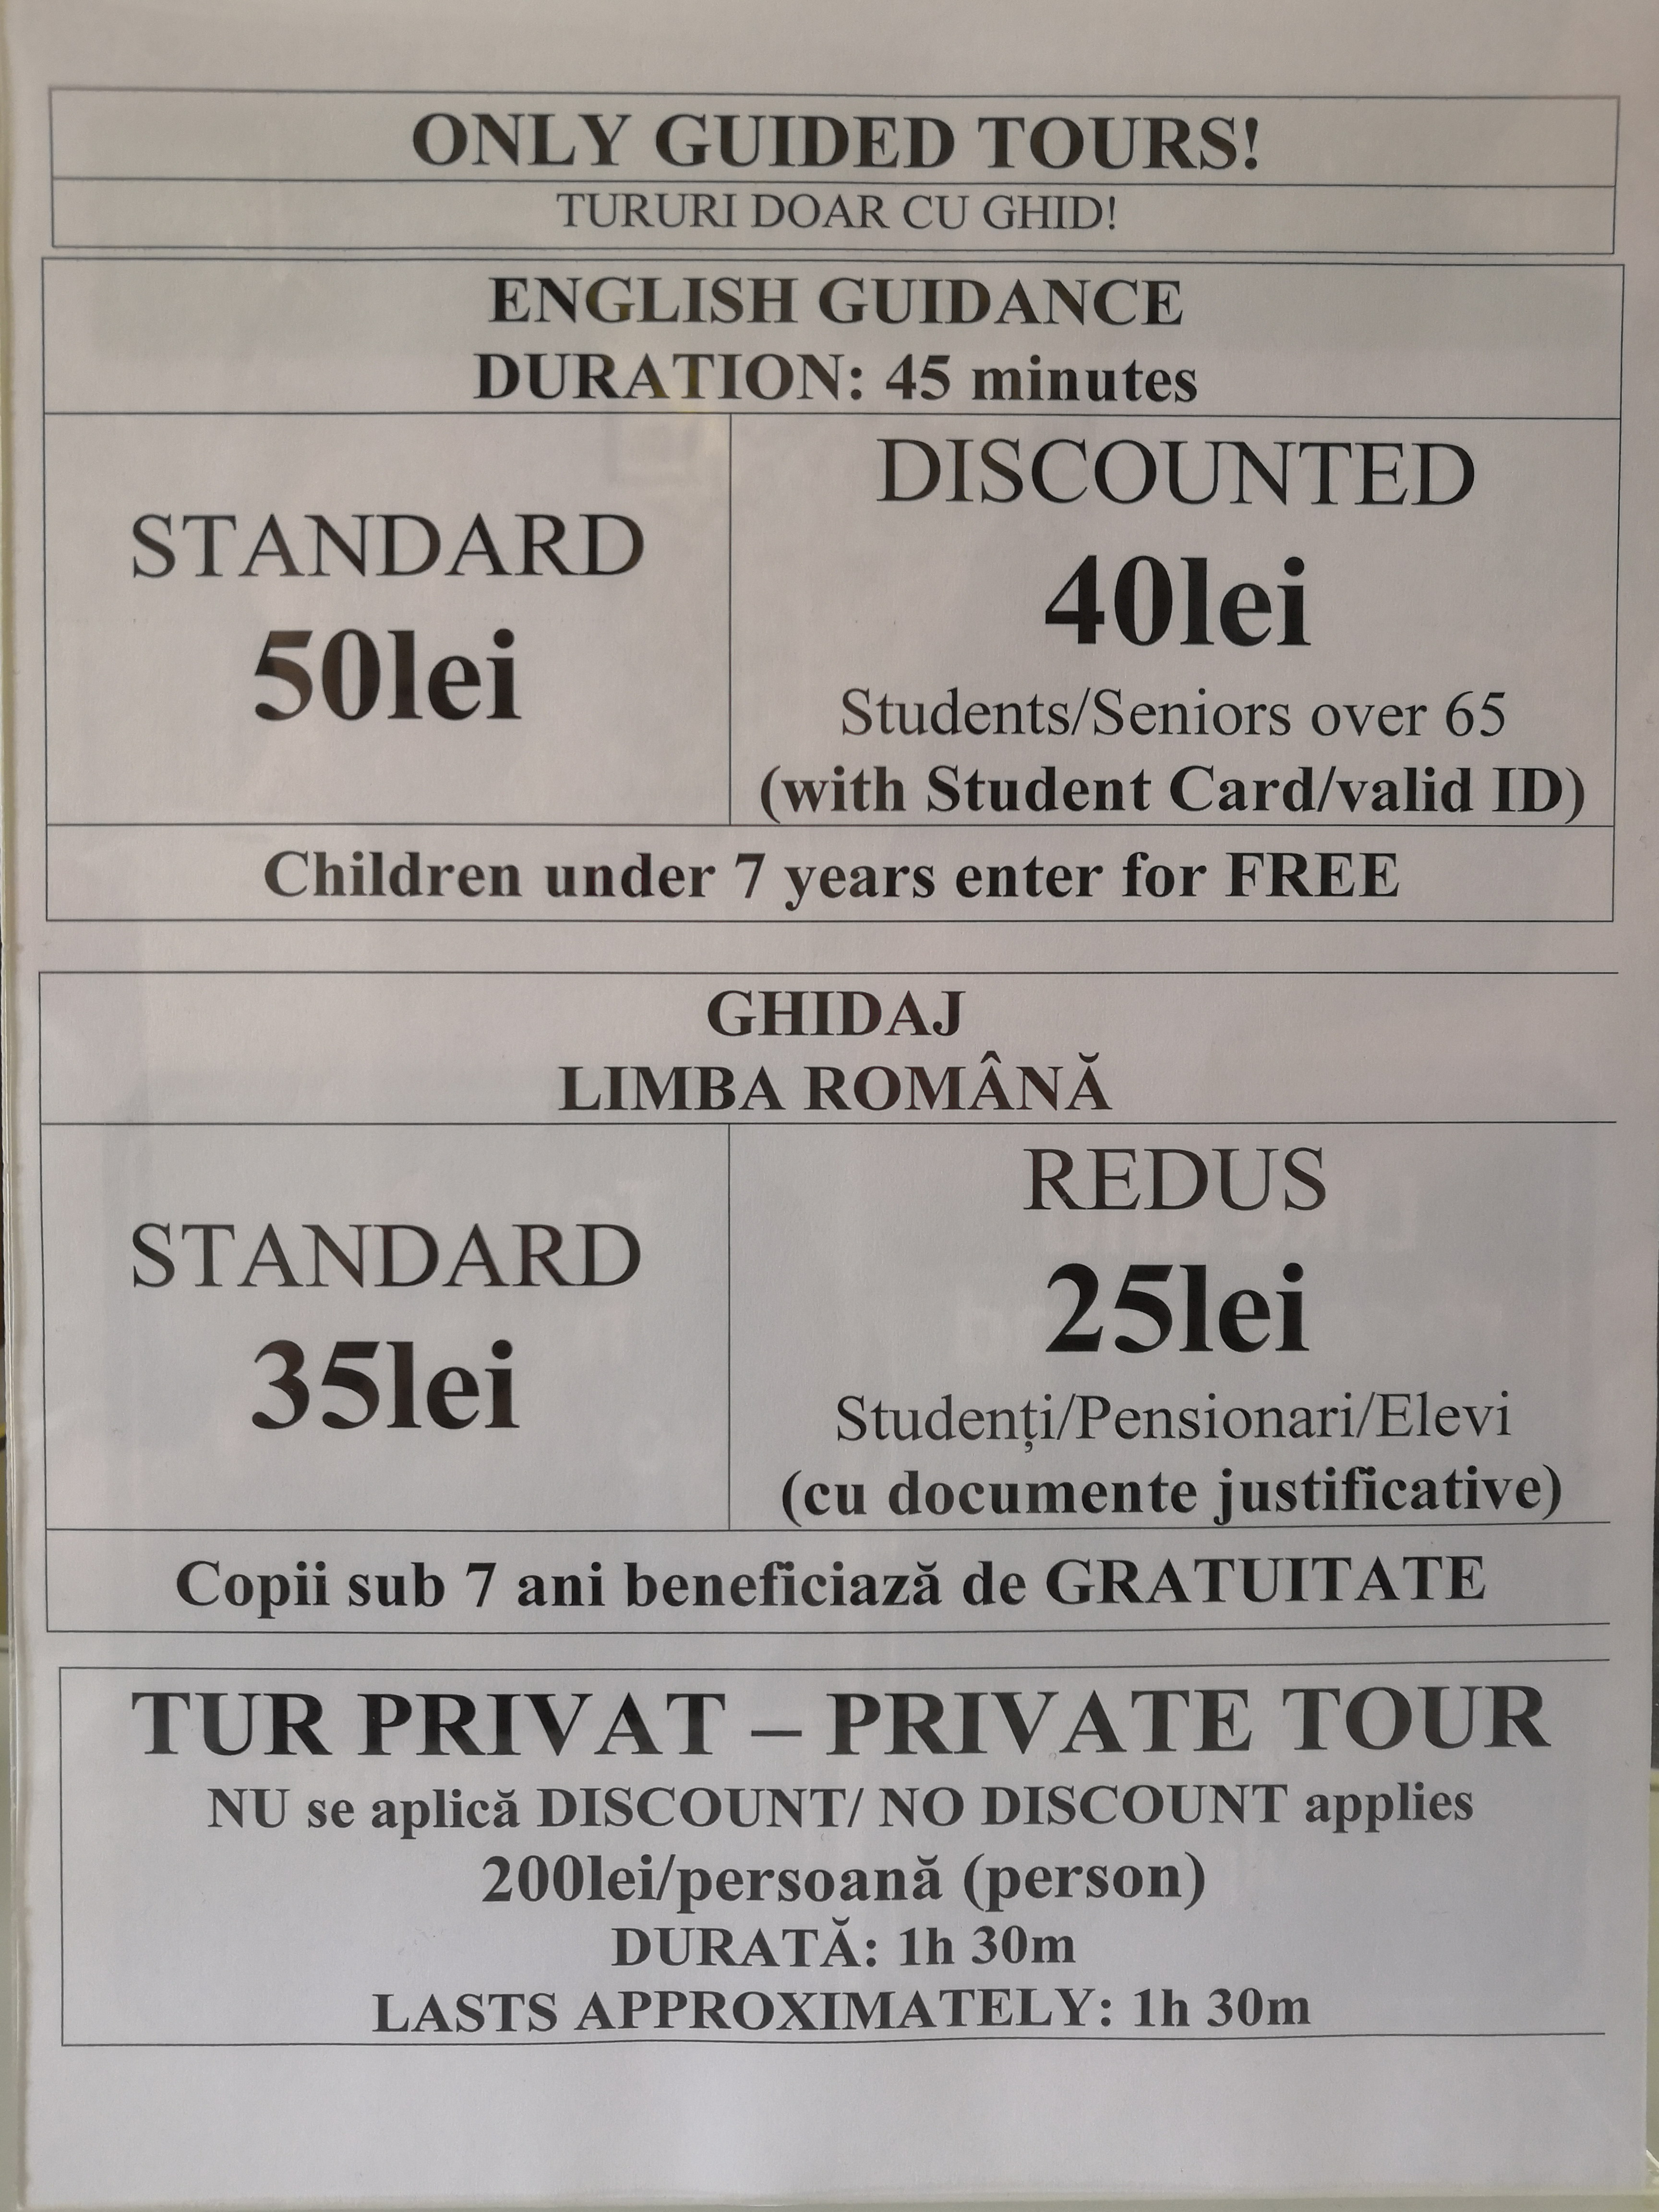 ONLY GUIDED TOURS!
TURURI DOAR CU GHID!
ENGLISH GUIDANCE
DURATION: 45 minutes
STANDARD
50lei
DISCOUNTED
40lei
Students/Seniors over 65
(with Student Card/valid ID)
Children under 7 years enter for FREE
GHIDAJ
LIMBA ROMÂNĂ
STANDARD
35lei
REDUS
25lei
Studenți/Pensionari/Elevi
(cu documente justificative)
Copii sub 7 ani beneficiază de GRATUITATE
TUR PRIVAT – PRIVATE TOUR
NU se aplică DISCOUNT/ NO DISCOUNT applies
200lei/persoană (person)
DURATĂ: 1h 30m
LASTS APPROXIMATELY: 1h 30m